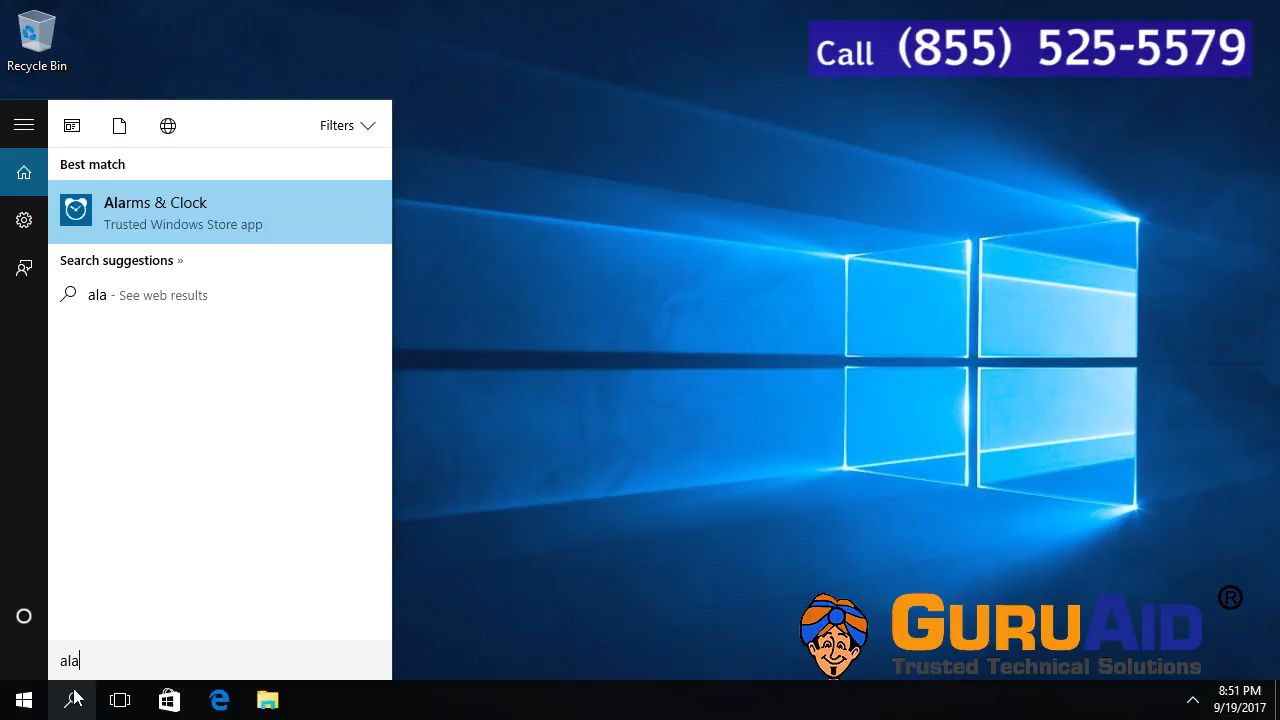 Recycle Bin
Call (855) 525-5579
Filters
Best match
Alarms & Clock
Trusted Windows Store app
Search suggestions »
ala - See web results
ala
GURUAID ®
Trusted Technical Solutions
8:51 PM
9/19/2017